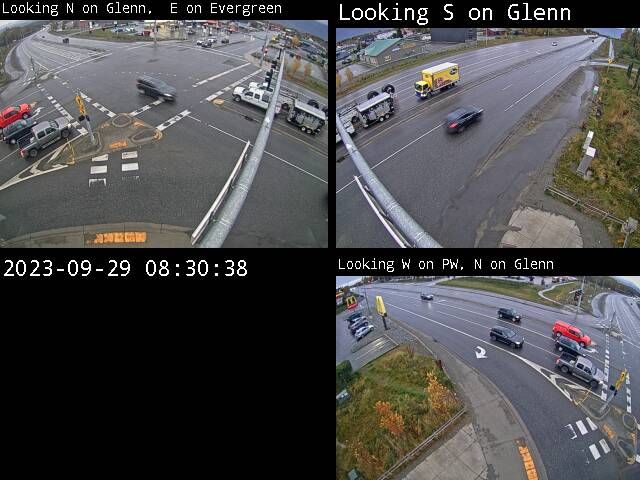 Looking N on Glenn,  E on Evergreen
Looking S on Glenn
2023-09-29 08:30:38
Looking W on PW, N on Glenn